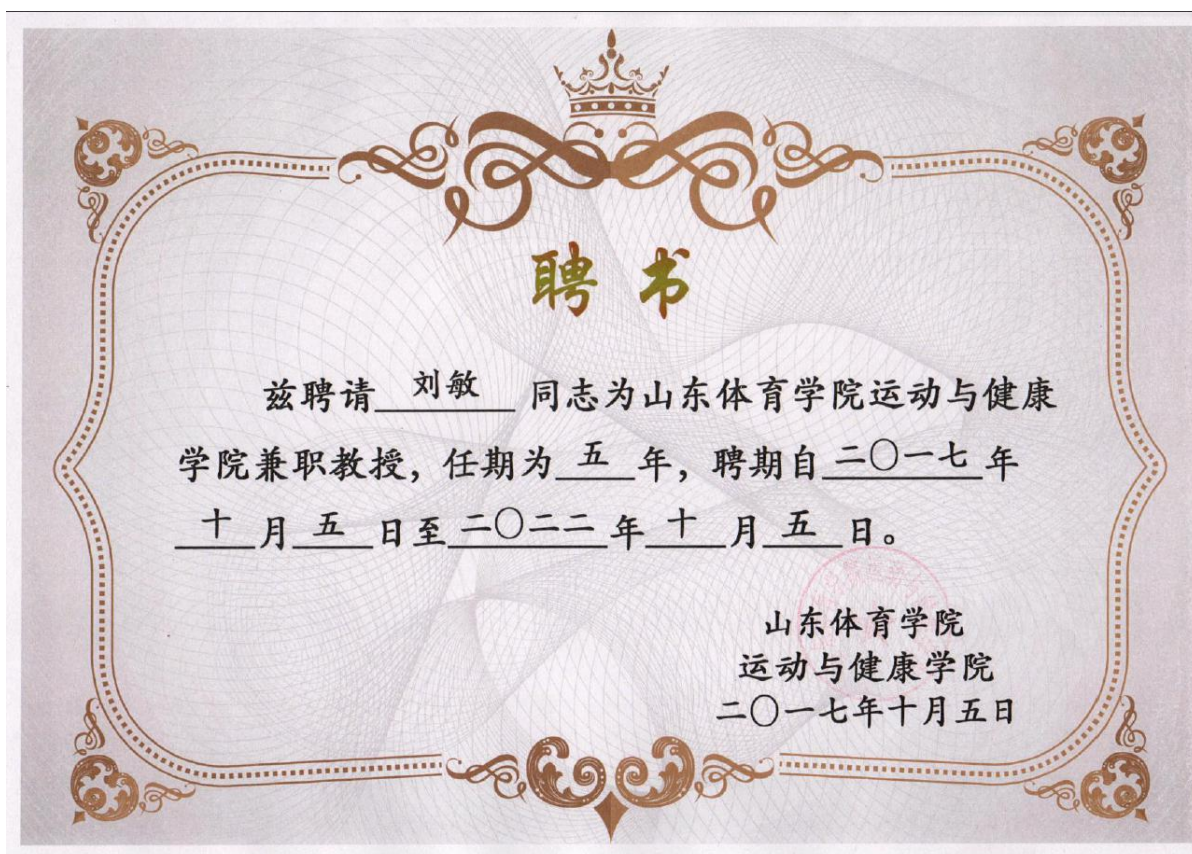 聘书
兹聘请 刘敏 同志为山东体育学院运动与健康
学院兼职教授，任期为 五 年，聘期自 二〇一七 年
十 月 五 日至 二〇二二 年 十 月 五 日。
山东体育学院
运动与健康学院
二〇一七年十月五日